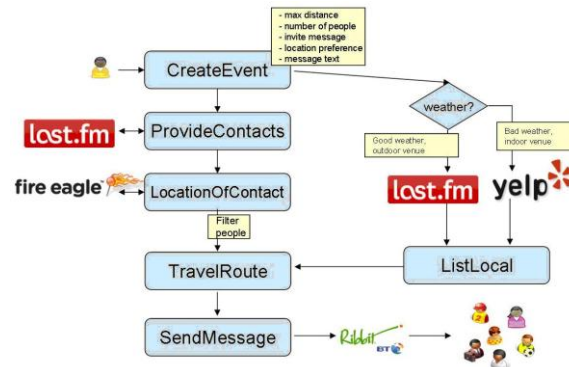 - max distance
- number of people
- invite message
- location preference
- message text
CreateEvent
weather?
Good weather,
outdoor venue
Bad weather,
indoor venue
last.fm
ProvideContacts
fire eagle
LocationOfContact
last.fm
yelp
Filter
people
TravelRoute
ListLocal
SendMessage
Ribbit
BT
2